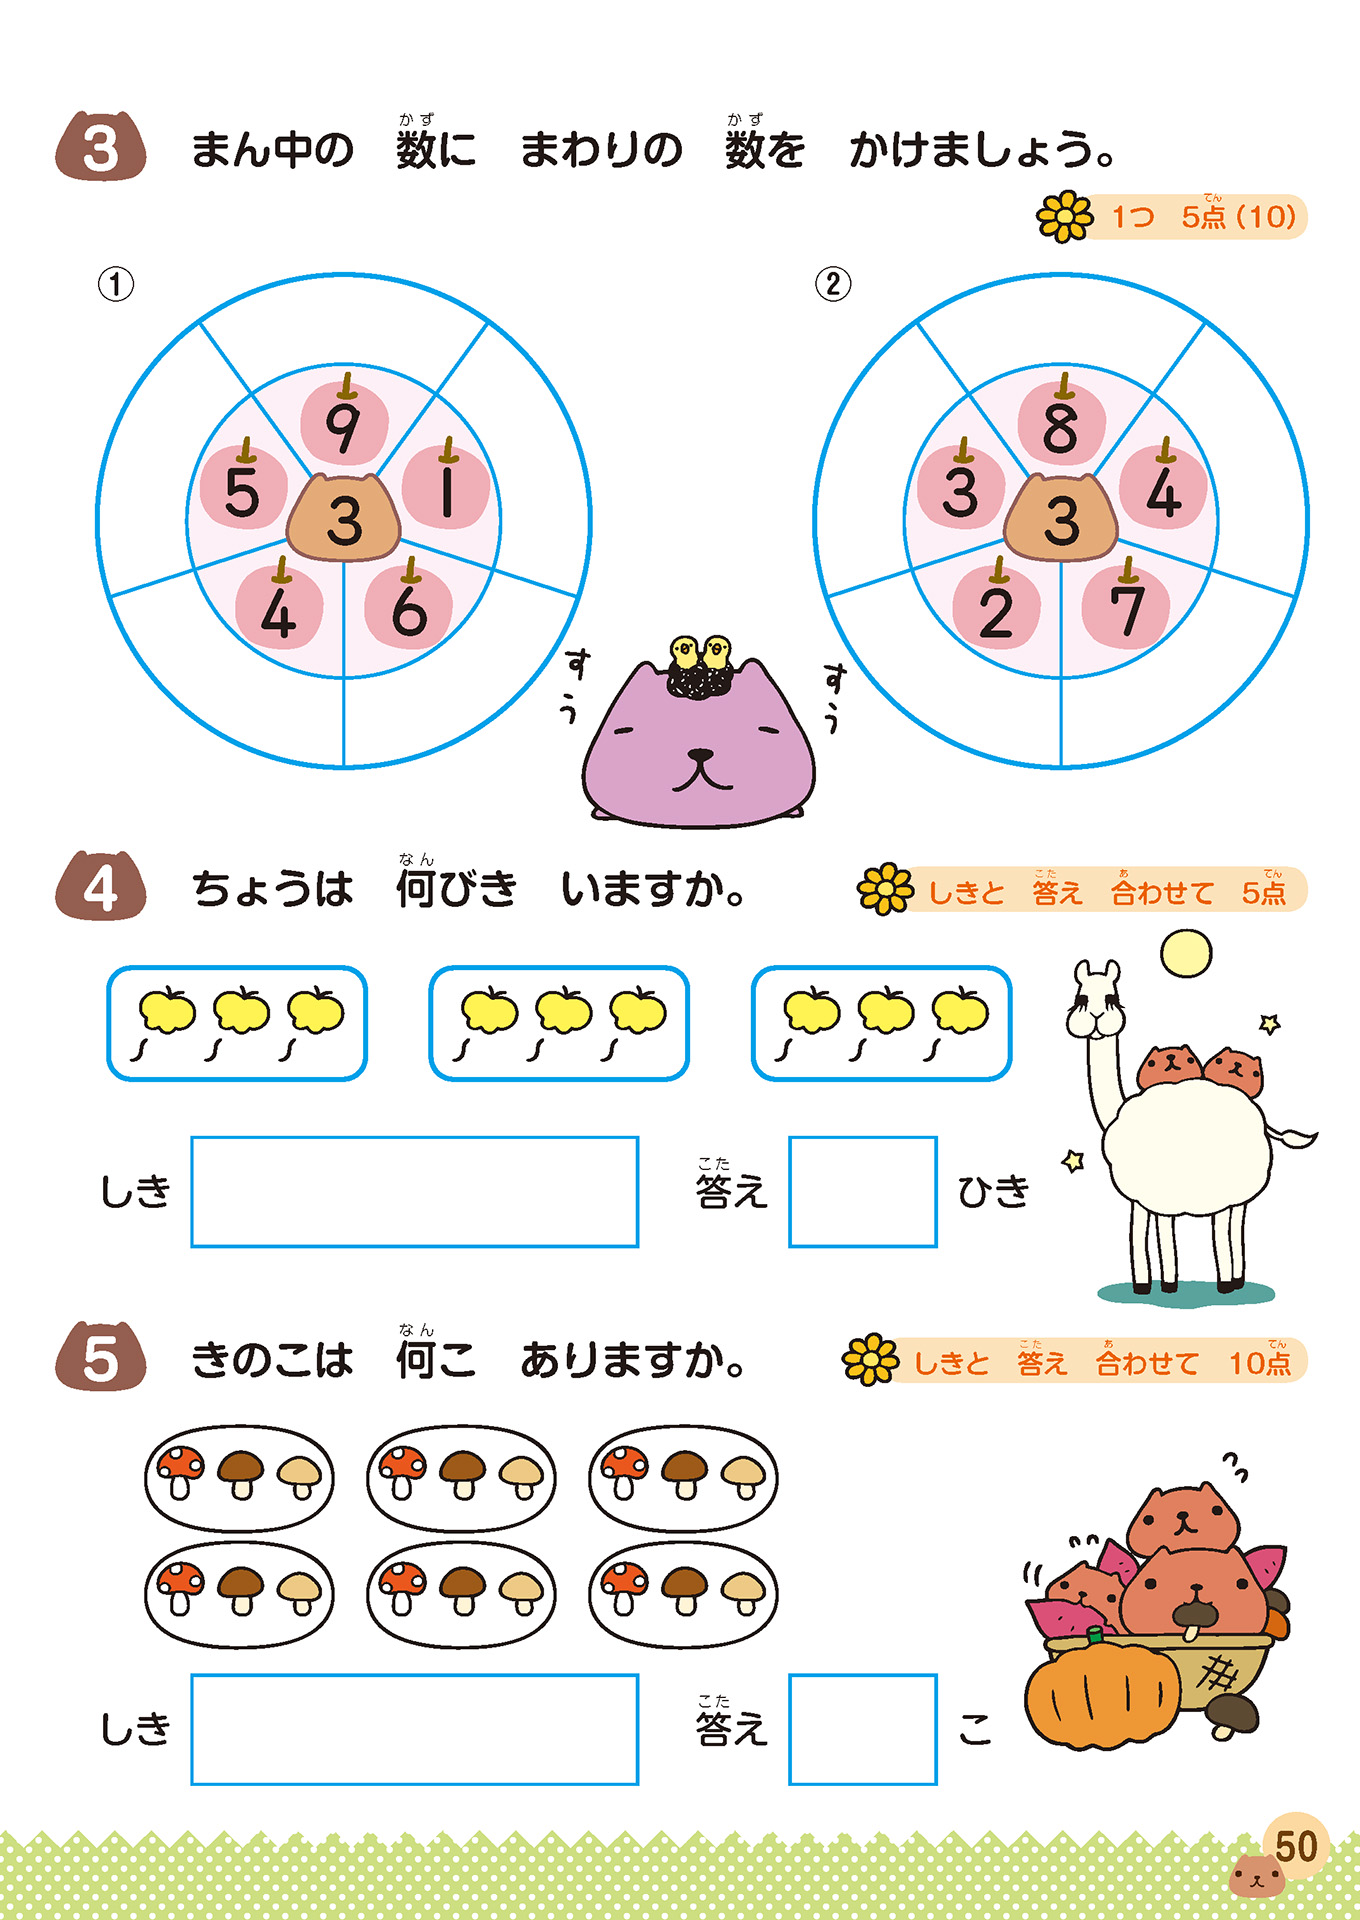 3 まん中の 数に まわりの 数を かけましょう。
かず かず
1つ 5点(10)
てん
① ②
9 8
5 1 3 4
3 3
4 6 2 7
すぅ すぅ
4 ちょうは 何びき いますか。
なん
しきと 答え 合わせて 5点
こた あ てん
しき 答え ひき
こた
5 きのこは 何こ ありますか。
なん
しきと 答え 合わせて 10点
こた あ てん
しき 答え こ
こた
50